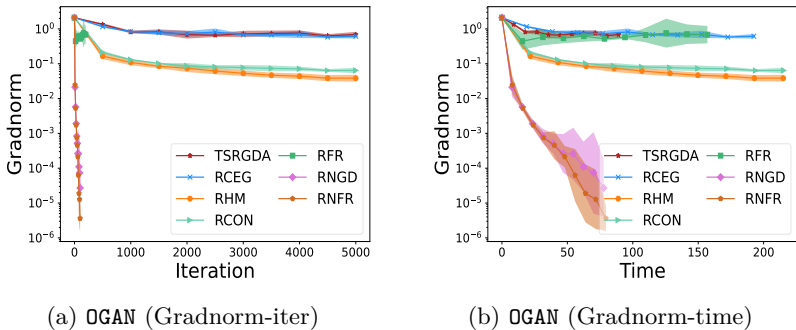 Gradnorm
10^0
10^-1
10^-2
10^-3
10^-4
10^-5
10^-6
0 1000 2000 3000 4000 5000
Iteration
TSRGDA
RCEG
RHM
RCON
RFR
RNGD
RNFR
(a) OGAN (Gradnorm-iter)
Gradnorm
10^0
10^-1
10^-2
10^-3
10^-4
10^-5
10^-6
0 50 100 150 200
Time
TSRGDA
RCEG
RHM
RCON
RFR
RNGD
RNFR
(b) OGAN (Gradnorm-time)